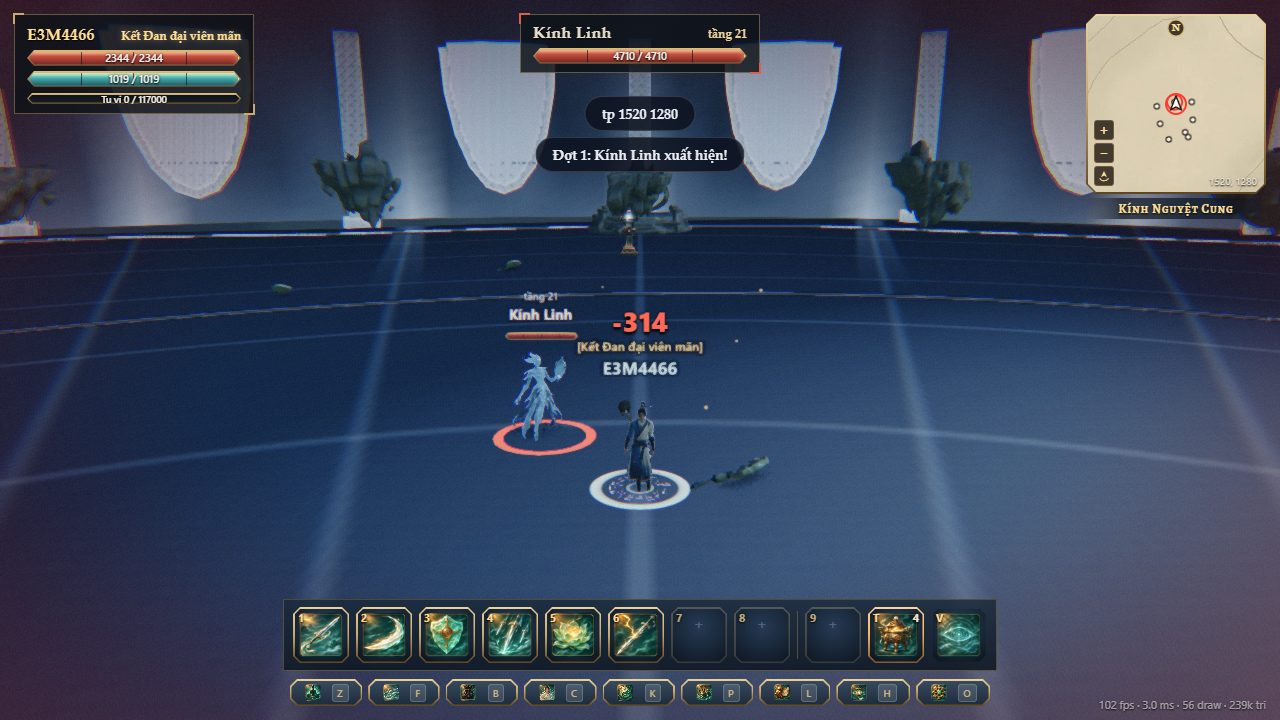 E3M4466 Kết Đan đại viên mãn
2344 / 2344
1019 / 1019
Tu vi 0 / 117000
Kính Linh tầng 21
4710 / 4710
tp 1520 1280
Đợt 1: Kính Linh xuất hiện!
N
+
−
1520, 1280
Kính Nguyệt Cung
tầng 21
Kính Linh
-314
[Kết Đan đại viên mãn]
E3M4466
1 2 3 4 5 6 7 + 8 + 9 + T 4 V
Z F B C K P L H O
102 fps · 3.0 ms · 56 draw · 239k tri